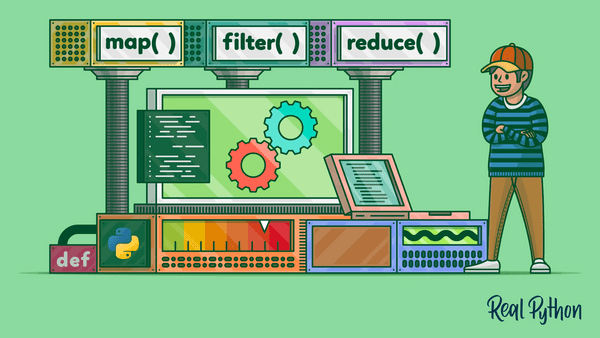 map( )
filter( )
reduce( )
def
Real Python